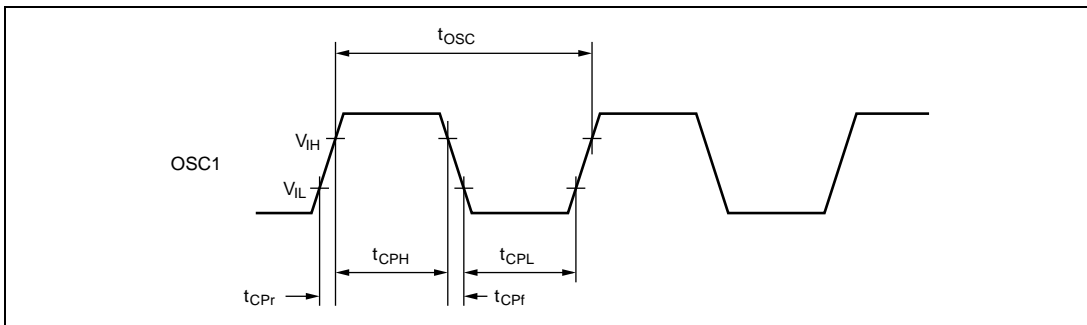 tOSC
VIH
OSC1
VIL
tCPH
tCPL
tCPr
tCPf